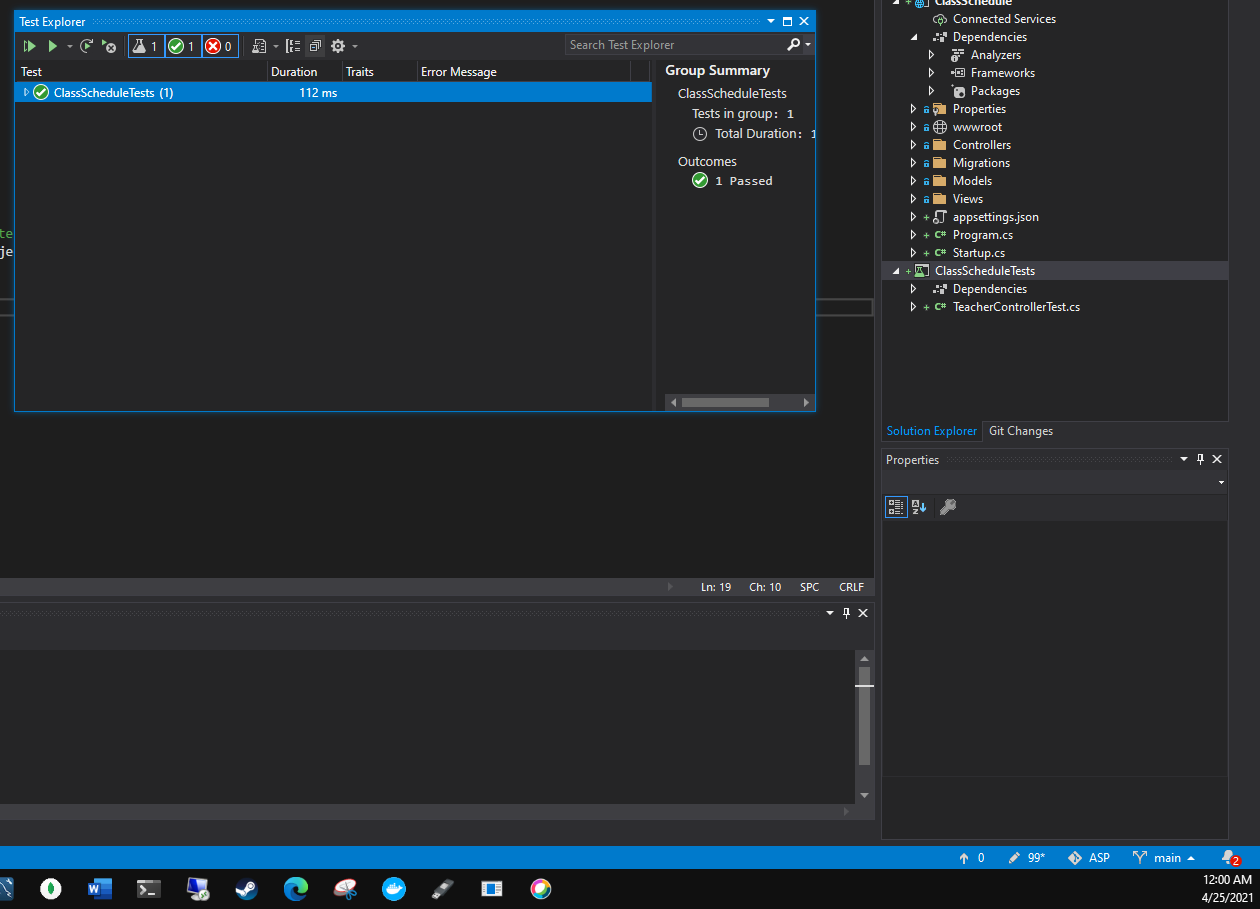 Test Explorer
1 1 0
Search Test Explorer
Test Duration Traits Error Message
ClassScheduleTests (1) 112 ms
Group Summary
ClassScheduleTests
Tests in group: 1
Total Duration: 1
Outcomes
1 Passed
te
je
ClassSchedule
Connected Services
Dependencies
Analyzers
Frameworks
Packages
Properties
wwwroot
Controllers
Migrations
Models
Views
appsettings.json
C# Program.cs
C# Startup.cs
ClassScheduleTests
Dependencies
C# TeacherControllerTest.cs
Solution Explorer Git Changes
Properties
Ln: 19 Ch: 10 SPC CRLF
0 99* ASP main 2
12:00 AM
4/25/2021